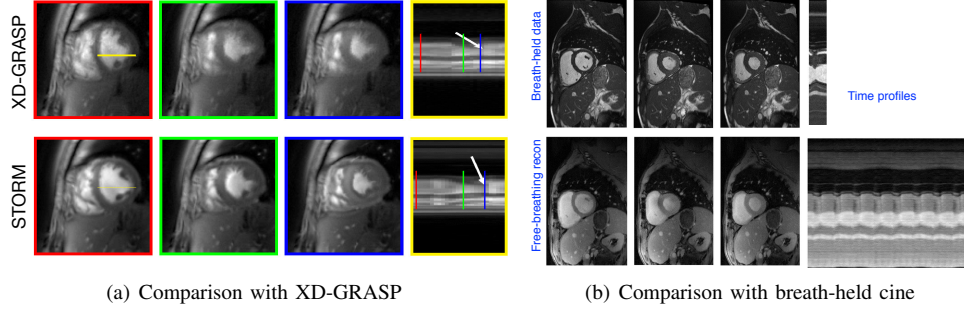 XD-GRASP
STORM
(a) Comparison with XD-GRASP
Breath-held data
Time profiles
Free-breathing recon
(b) Comparison with breath-held cine